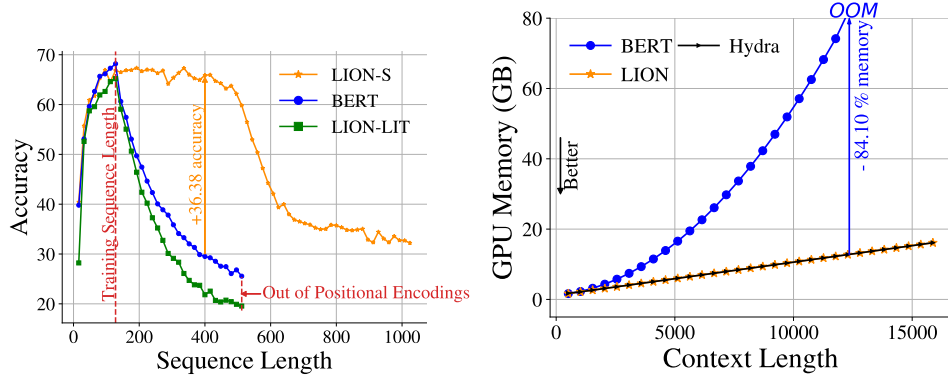 70
60
50
40
30
20
0
200
400
600
800
1000
Accuracy
Sequence Length
LION-S
BERT
LION-LIT
Training Sequence Length
+36.38 accuracy
Out of Positional Encodings
80
60
40
20
0
0
5000
10000
15000
GPU Memory (GB)
Context Length
OOM
BERT
Hydra
LION
Better
- 84.10 % memory